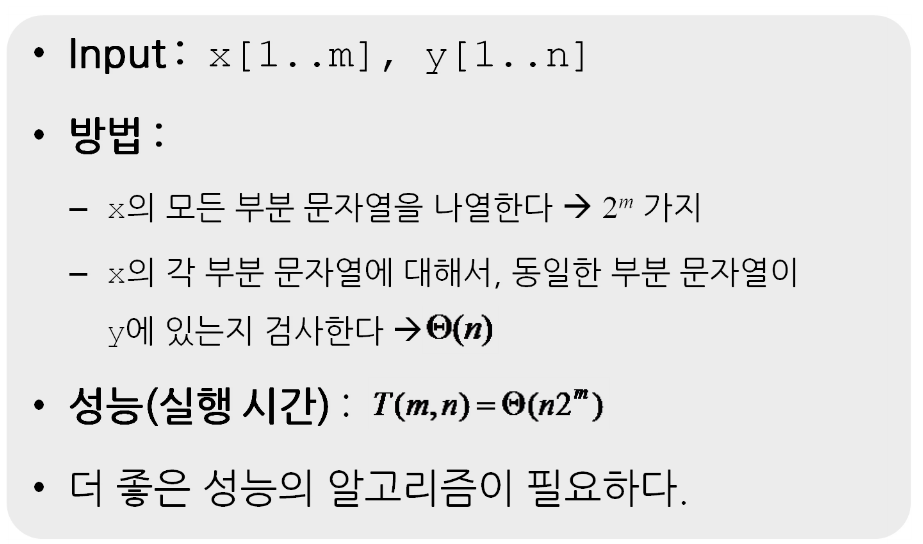 • Input : x[1..m], y[1..n]
• 방법 :
– x의 모든 부분 문자열을 나열한다 → 2^m 가지
– x의 각 부분 문자열에 대해서, 동일한 부분 문자열이
y에 있는지 검사한다 → Θ(n)
• 성능(실행 시간) : T(m,n) = Θ(n2^m)
• 더 좋은 성능의 알고리즘이 필요하다.